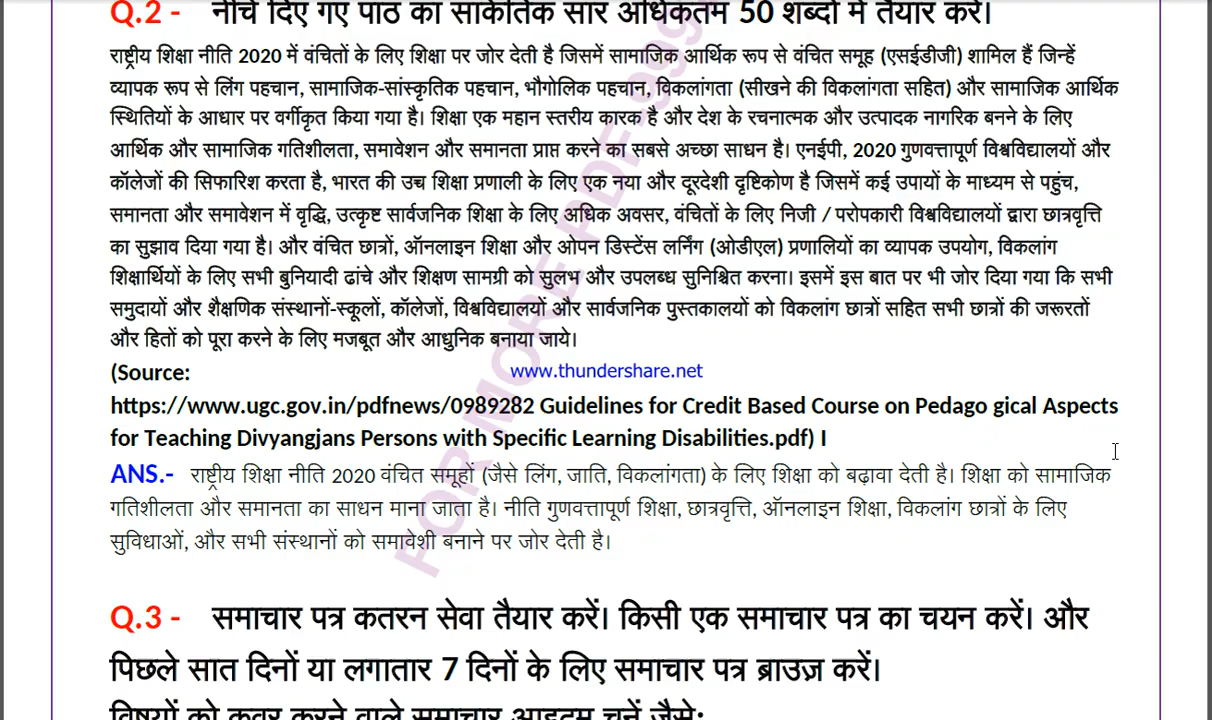 Q.2 - नीचे दिए गए पाठ का सांकेतिक सार अधिकतम 50 शब्दों में तैयार करें।
राष्ट्रीय शिक्षा नीति 2020 में वंचितों के लिए शिक्षा पर जोर देती है जिसमें सामाजिक आर्थिक रूप से वंचित समूह (एसईडीजी) शामिल हैं जिन्हें
व्यापक रूप से लिंग पहचान, सामाजिक-सांस्कृतिक पहचान, भौगोलिक पहचान, विकलांगता (सीखने की विकलांगता सहित) और सामाजिक आर्थिक
स्थितियों के आधार पर वर्गीकृत किया गया है। शिक्षा एक महान स्तरीय कारक है और देश के रचनात्मक और उत्पादक नागरिक बनने के लिए
आर्थिक और सामाजिक गतिशीलता, समावेशन और समानता प्राप्त करने का सबसे अच्छा साधन है। एनईपी, 2020 गुणवत्तापूर्ण विश्वविद्यालयों और
कॉलेजों की सिफारिश करता है, भारत की उच्च शिक्षा प्रणाली के लिए एक नया और दूरदेशी दृष्टिकोण है जिसमें कई उपायों के माध्यम से पहुंच,
समानता और समावेशन में वृद्धि, उत्कृष्ट सार्वजनिक शिक्षा के लिए अधिक अवसर, वंचितों के लिए निजी / परोपकारी विश्वविद्यालयों द्वारा छात्रवृत्ति
का सुझाव दिया गया है। और वंचित छात्रों, ऑनलाइन शिक्षा और ओपन डिस्टेंस लर्निंग (ओडीएल) प्रणालियों का व्यापक उपयोग, विकलांग
शिक्षार्थियों के लिए सभी बुनियादी ढांचे और शिक्षण सामग्री को सुलभ और उपलब्ध सुनिश्चित करना। इसमें इस बात पर भी जोर दिया गया कि सभी
समुदायों और शैक्षणिक संस्थानों-स्कूलों, कॉलेजों, विश्वविद्यालयों और सार्वजनिक पुस्तकालयों को विकलांग छात्रों सहित सभी छात्रों की जरूरतों
और हितों को पूरा करने के लिए मजबूत और आधुनिक बनाया जाये।
(Source: www.thundershare.net
https://www.ugc.gov.in/pdfnews/0989282 Guidelines for Credit Based Course on Pedago gical Aspects
for Teaching Divyangjans Persons with Specific Learning Disabilities.pdf) I
ANS.- राष्ट्रीय शिक्षा नीति 2020 वंचित समूहों (जैसे लिंग, जाति, विकलांगता) के लिए शिक्षा को बढ़ावा देती है। शिक्षा को सामाजिक
गतिशीलता और समानता का साधन माना जाता है। नीति गुणवत्तापूर्ण शिक्षा, छात्रवृत्ति, ऑनलाइन शिक्षा, विकलांग छात्रों के लिए
सुविधाओं, और सभी संस्थानों को समावेशी बनाने पर जोर देती है।
Q.3 - समाचार पत्र कतरन सेवा तैयार करें। किसी एक समाचार पत्र का चयन करें। और
पिछले सात दिनों या लगातार 7 दिनों के लिए समाचार पत्र ब्राउज़ करें।
विषयों को कवर करने वाले समाचार आइटम चुनें जैसे:
FOR MORE PDF-999